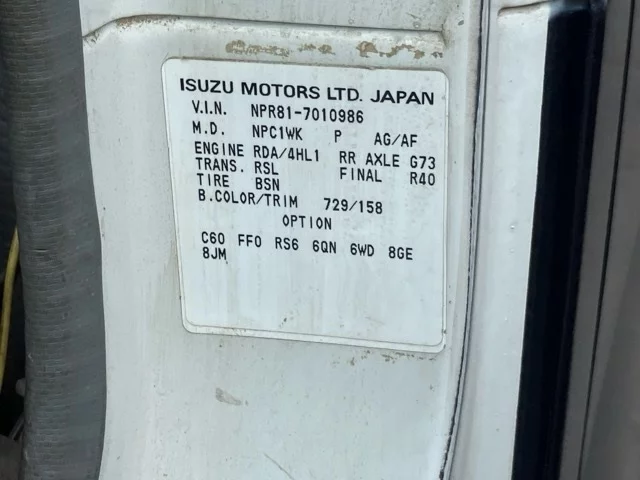 ISUZU MOTORS LTD. JAPAN
V.I.N. NPR81-7010986
M.D. NPC1WK P AG/AF
ENGINE RDA/4HL1 RR AXLE G73
TRANS. RSL FINAL R40
TIRE BSN
B.COLOR/TRIM 729/158
OPTION
C60 FF0 RS6 6QN 6WD 8GE
8JM